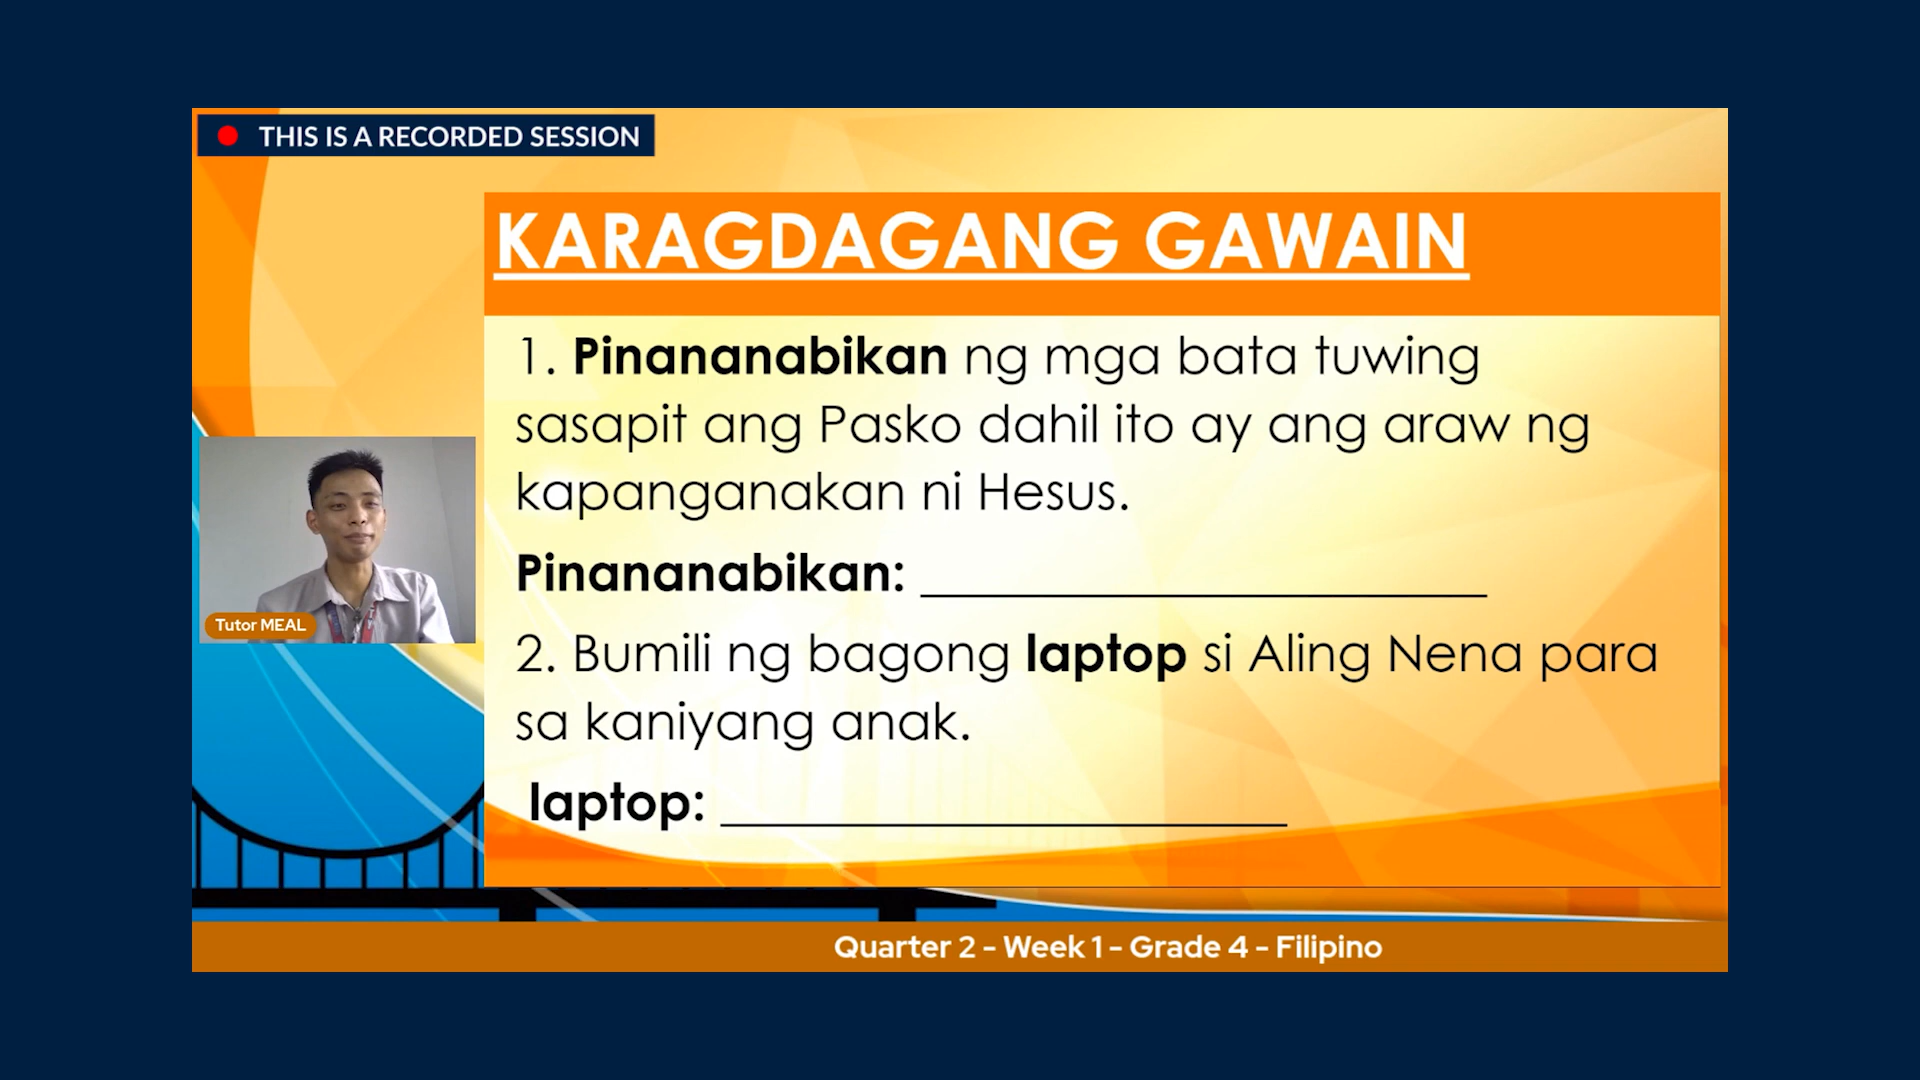 THIS IS A RECORDED SESSION
KARAGDAGANG GAWAIN
1. Pinananabikan ng mga bata tuwing
sasapit ang Pasko dahil ito ay ang araw ng
kapanganakan ni Hesus.
Pinananabikan: ______________________
2. Bumili ng bagong laptop si Aling Nena para
sa kaniyang anak.
laptop: ______________________
Tutor MEAL
Quarter 2 - Week 1 - Grade 4 - Filipino